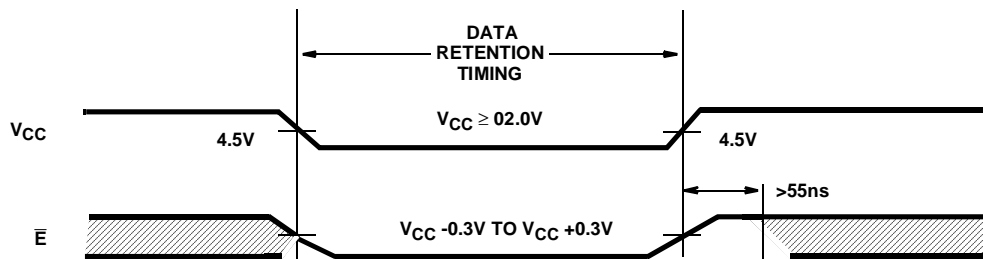 DATA
RETENTION
TIMING
VCC
4.5V
VCC ≥ 02.0V
4.5V
>55ns
E̅
VCC -0.3V TO VCC +0.3V